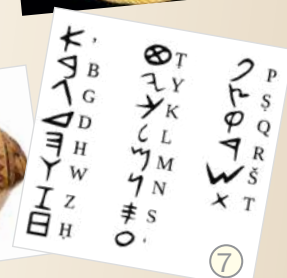 𐤀 ’
𐤁 B
𐤂 G
𐤃 D
𐤄 H
𐤅 W
𐤆 Z
𐤇 Ḥ
𐤈 Ṭ
𐤉 Y
𐤊 K
𐤋 L
𐤌 M
𐤍 N
𐤎 S
𐤏 ‘
𐤐 P
𐤑 Ṣ
𐤒 Q
𐤓 R
𐤔 Š
𐤕 T
7